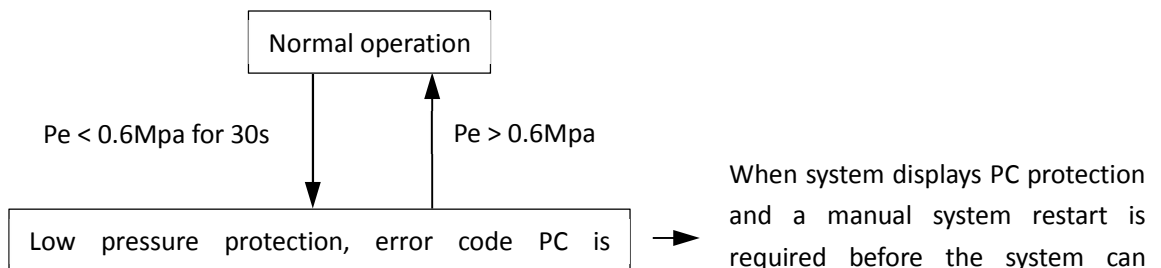 Normal operation
Pe < 0.6Mpa for 30s
Pe > 0.6Mpa
When system displays PC protection
and a manual system restart is
required before the system can
Low pressure protection, error code PC is